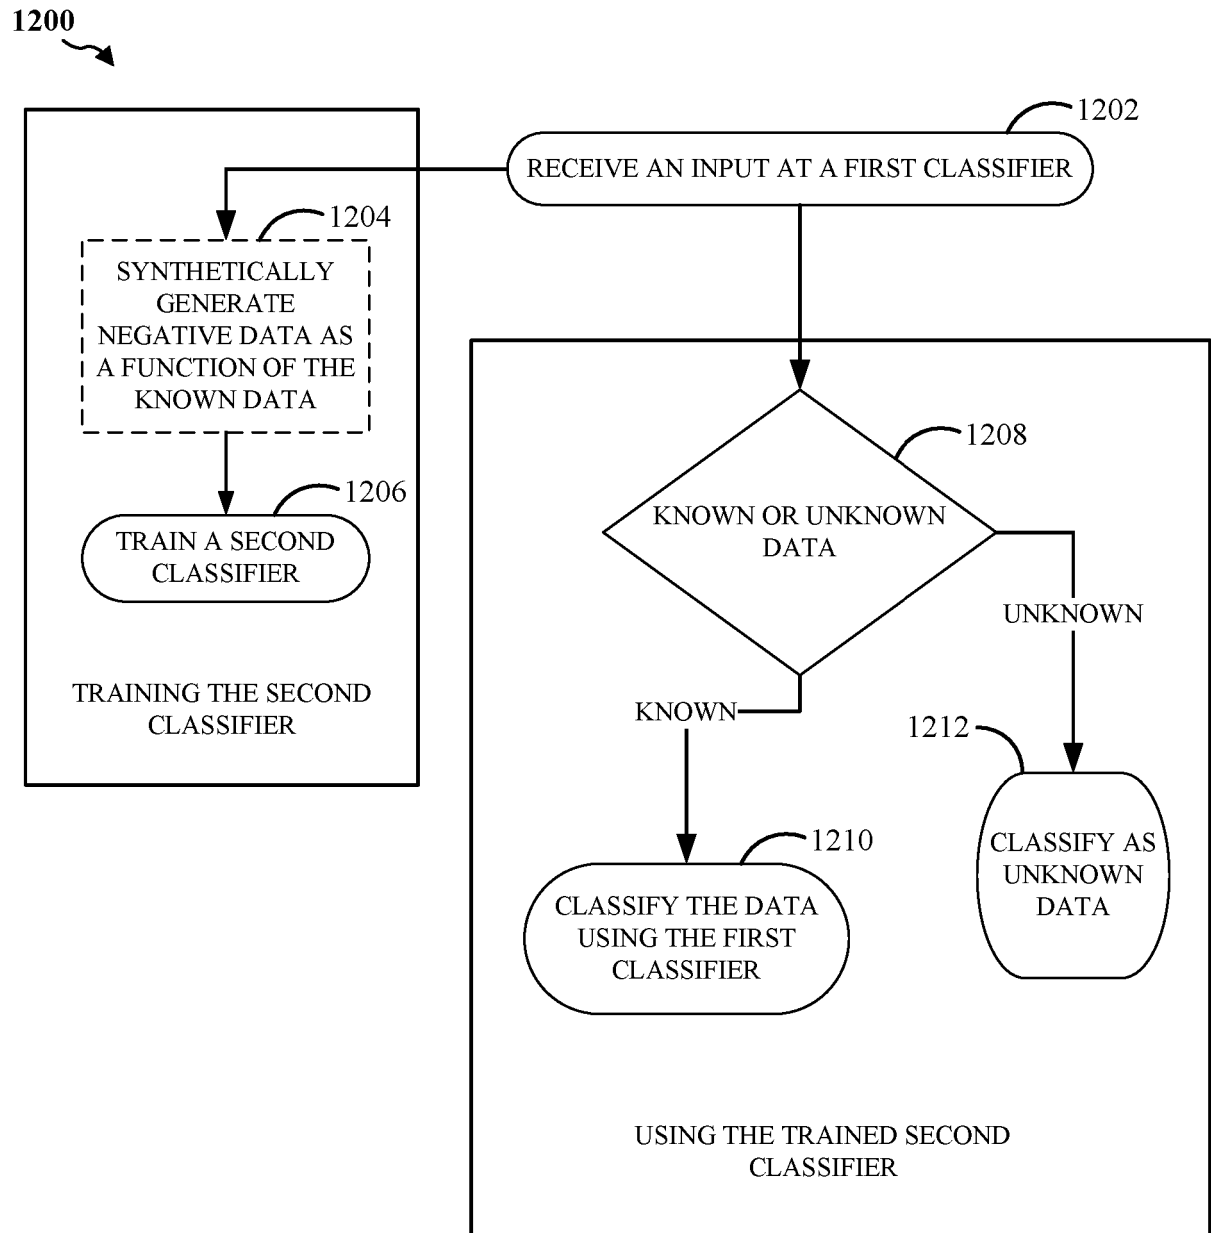 1200
1202
RECEIVE AN INPUT AT A FIRST CLASSIFIER
1204
SYNTHETICALLY
GENERATE
NEGATIVE DATA AS
A FUNCTION OF THE
KNOWN DATA
1206
TRAIN A SECOND
CLASSIFIER
TRAINING THE SECOND
CLASSIFIER
1208
KNOWN OR UNKNOWN
DATA
UNKNOWN
KNOWN
1212
CLASSIFY AS
UNKNOWN
DATA
1210
CLASSIFY THE DATA
USING THE FIRST
CLASSIFIER
USING THE TRAINED SECOND
CLASSIFIER